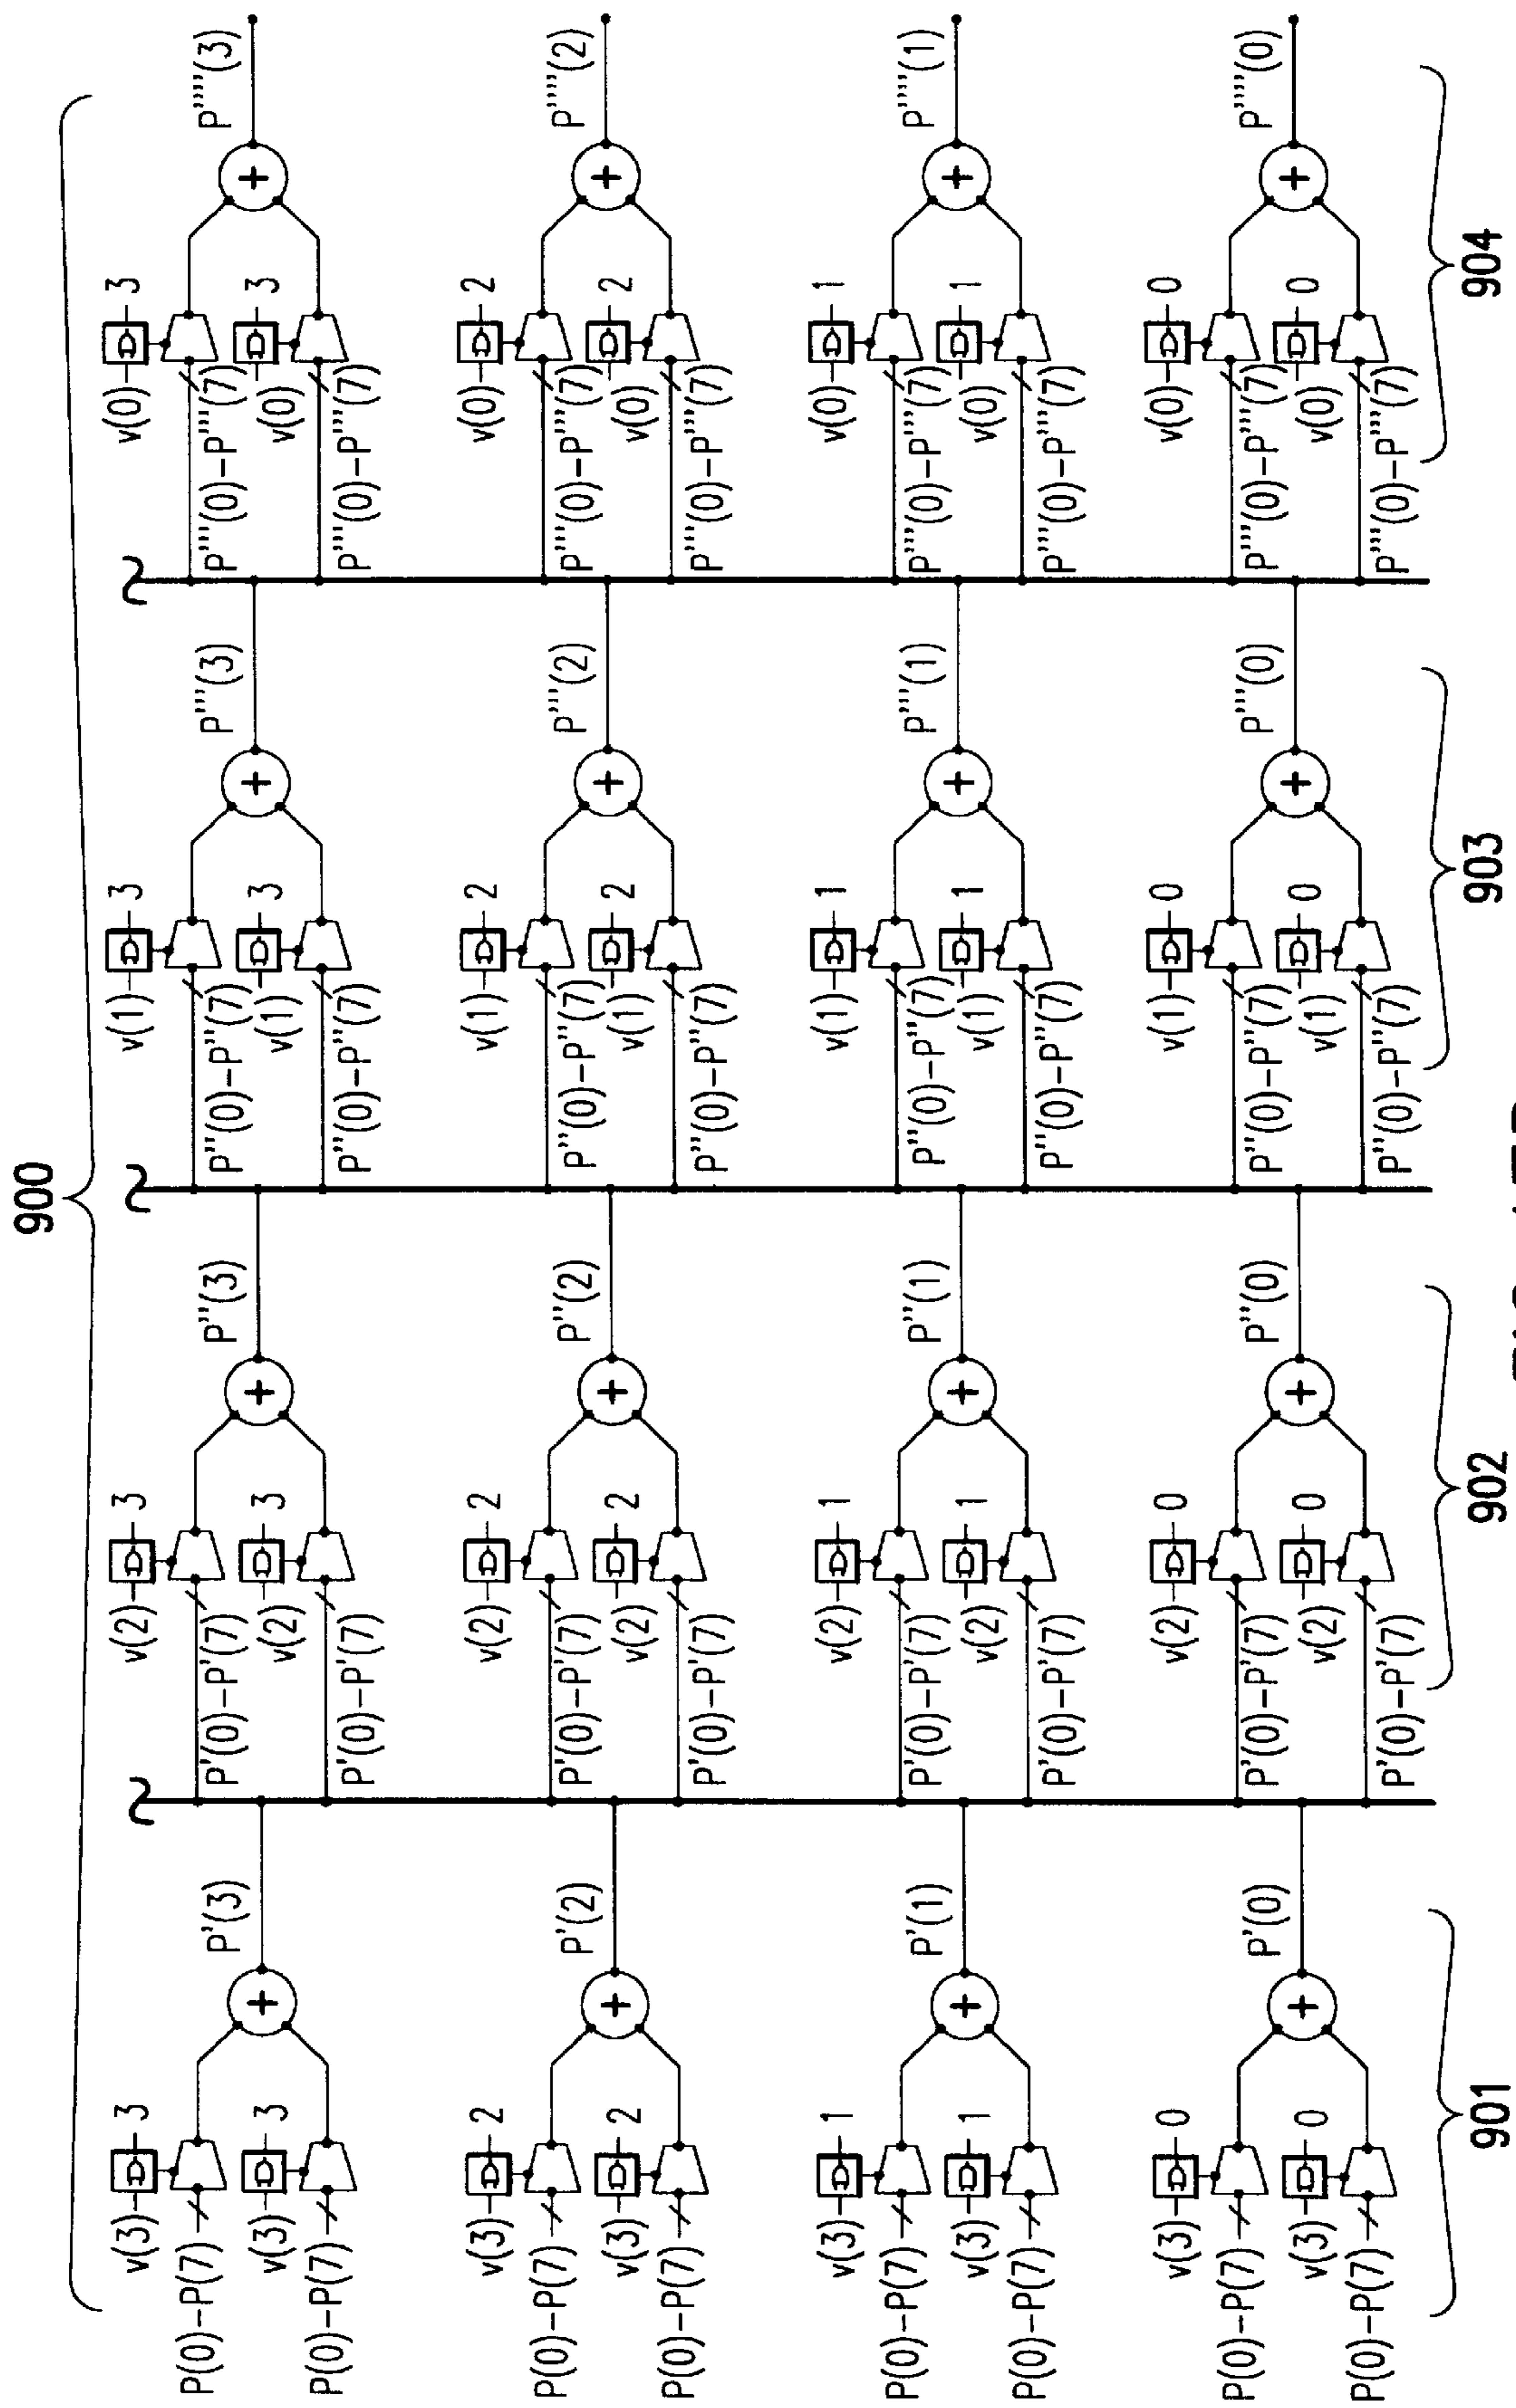 900
v(3) 3 v(2) 3 v(1) 3 v(0) 3
P(0)–P(7) P'(3) P'(0)–P'(7) P''(3) P''(0)–P''(7) P'''(3) P'''(0)–P'''(7) P''''(3)
v(3) 3 + v(2) 3 + v(1) 3 + v(0) 3 +
P(0)–P(7) P'(0)–P'(7) P''(0)–P''(7) P'''(0)–P'''(7)
v(3) 2 v(2) 2 v(1) 2 v(0) 2
P(0)–P(7) P'(2) P'(0)–P'(7) P''(2) P''(0)–P''(7) P'''(2) P'''(0)–P'''(7) P''''(2)
v(3) 2 + v(2) 2 + v(1) 2 + v(0) 2 +
P(0)–P(7) P'(0)–P'(7) P''(0)–P''(7) P'''(0)–P'''(7)
v(3) 1 v(2) 1 v(1) 1 v(0) 1
P(0)–P(7) P'(1) P'(0)–P'(7) P''(1) P''(0)–P''(7) P'''(1) P'''(0)–P'''(7) P''''(1)
v(3) 1 + v(2) 1 + v(1) 1 + v(0) 1 +
P(0)–P(7) P'(0)–P'(7) P''(0)–P''(7) P'''(0)–P'''(7)
v(3) 0 v(2) 0 v(1) 0 v(0) 0
P(0)–P(7) P'(0) P'(0)–P'(7) P''(0) P''(0)–P''(7) P'''(0) P'''(0)–P'''(7) P''''(0)
v(3) 0 + v(2) 0 + v(1) 0 + v(0) 0 +
P(0)–P(7) P'(0)–P'(7) P''(0)–P''(7) P'''(0)–P'''(7)
901 902 903 904